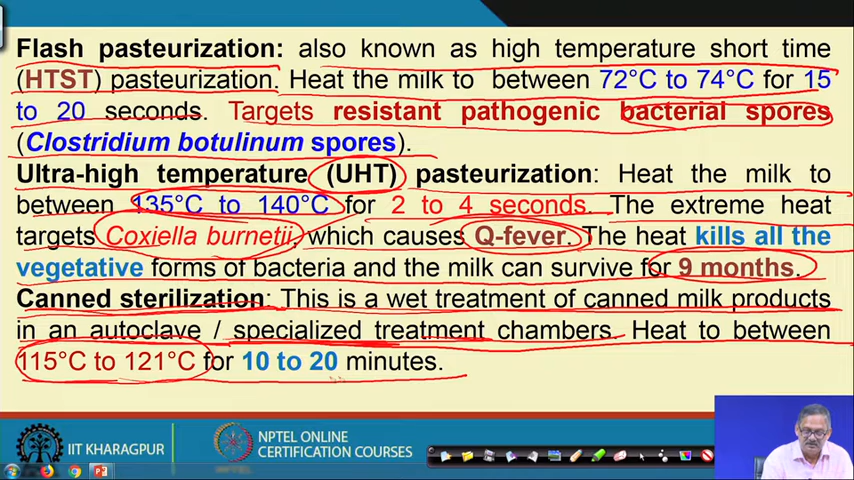 Flash pasteurization: also known as high temperature short time
(HTST) pasteurization. Heat the milk to between 72°C to 74°C for 15
to 20 seconds. Targets resistant pathogenic bacterial spores
(Clostridium botulinum spores).
Ultra-high temperature (UHT) pasteurization: Heat the milk to
between 135°C to 140°C for 2 to 4 seconds. The extreme heat
targets Coxiella burnetii, which causes Q-fever. The heat kills all the
vegetative forms of bacteria and the milk can survive for 9 months.
Canned sterilization: This is a wet treatment of canned milk products
in an autoclave / specialized treatment chambers. Heat to between
115°C to 121°C for 10 to 20 minutes.
IIT KHARAGPUR
NPTEL ONLINE
CERTIFICATION COURSES
NPTEL